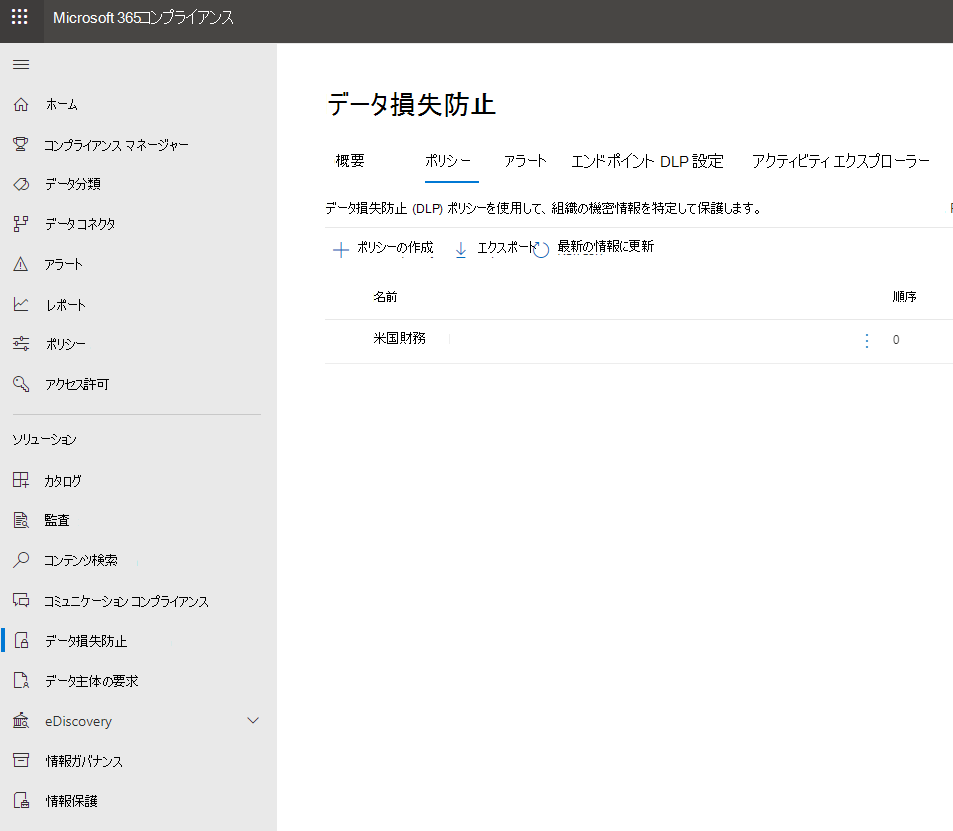 Microsoft 365コンプライアンス
ホーム
コンプライアンス マネージャー
データ分類
データ コネクタ
アラート
レポート
ポリシー
アクセス許可
ソリューション
カタログ
監査
コンテンツ検索
コミュニケーション コンプライアンス
データ損失防止
データ主体の要求
eDiscovery
情報ガバナンス
情報保護
データ損失防止
概要 ポリシー アラート エンドポイント DLP 設定 アクティビティ エクスプローラー
データ損失防止 (DLP) ポリシーを使用して、組織の機密情報を特定して保護します。
ポリシーの作成 エクスポート 最新の情報に更新
名前 順序
米国財務 0